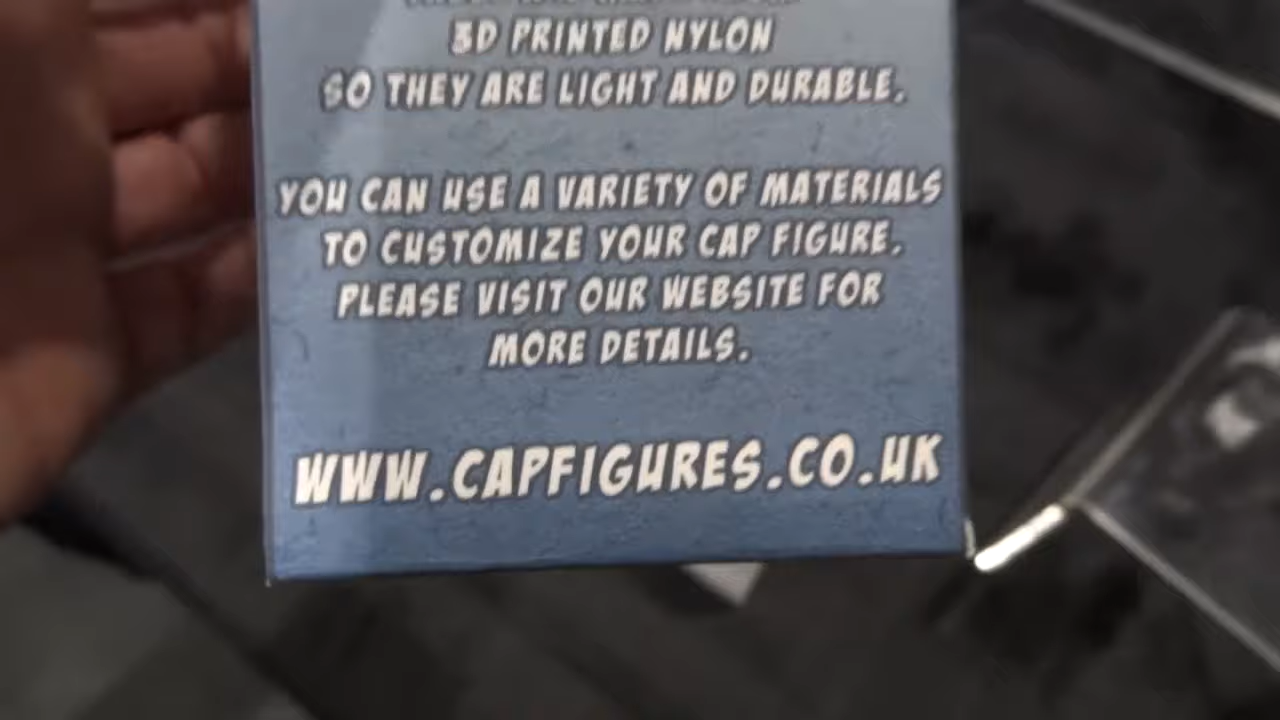 3D PRINTED NYLON
SO THEY ARE LIGHT AND DURABLE.
YOU CAN USE A VARIETY OF MATERIALS
TO CUSTOMIZE YOUR CAP FIGURE.
PLEASE VISIT OUR WEBSITE FOR
MORE DETAILS.
WWW.CAPFIGURES.CO.UK